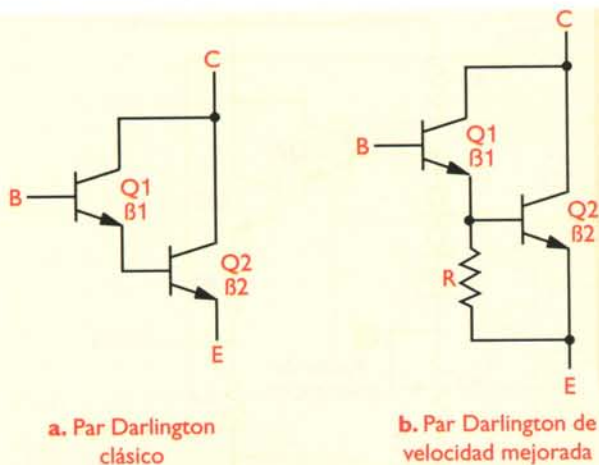 C
B
Q1
ß1
Q2
ß2
E
a. Par Darlington
clásico
C
B
Q1
ß1
Q2
ß2
R
E
b. Par Darlington de
velocidad mejorada